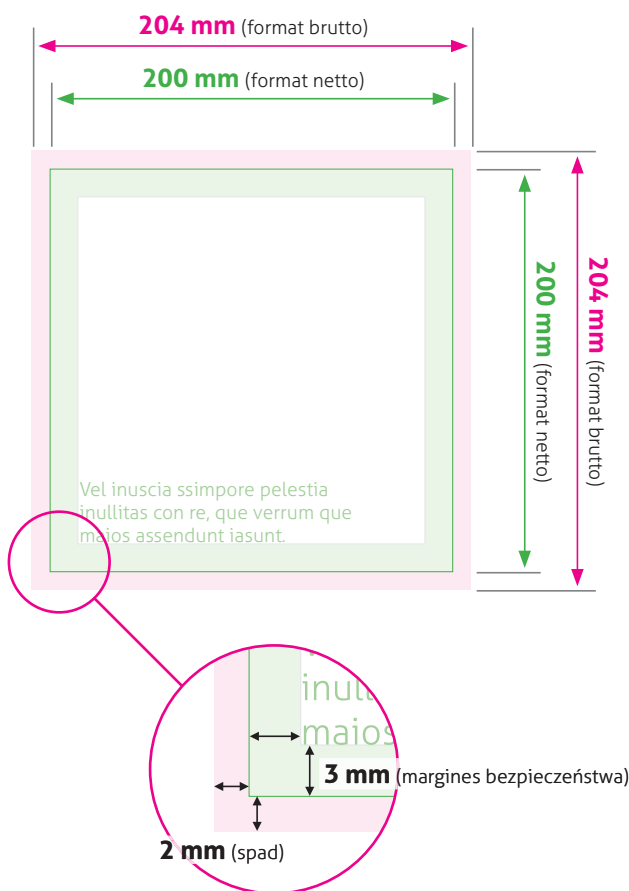 204 mm (format brutto)
200 mm (format netto)
200 mm (format netto)
204 mm (format brutto)
Vel inuscia ssimpore pelestia
inullitas con re, que verrum que
maios assendunt iasunt.
inull
maios
3 mm (margines bezpieczeństwa)
2 mm (spad)